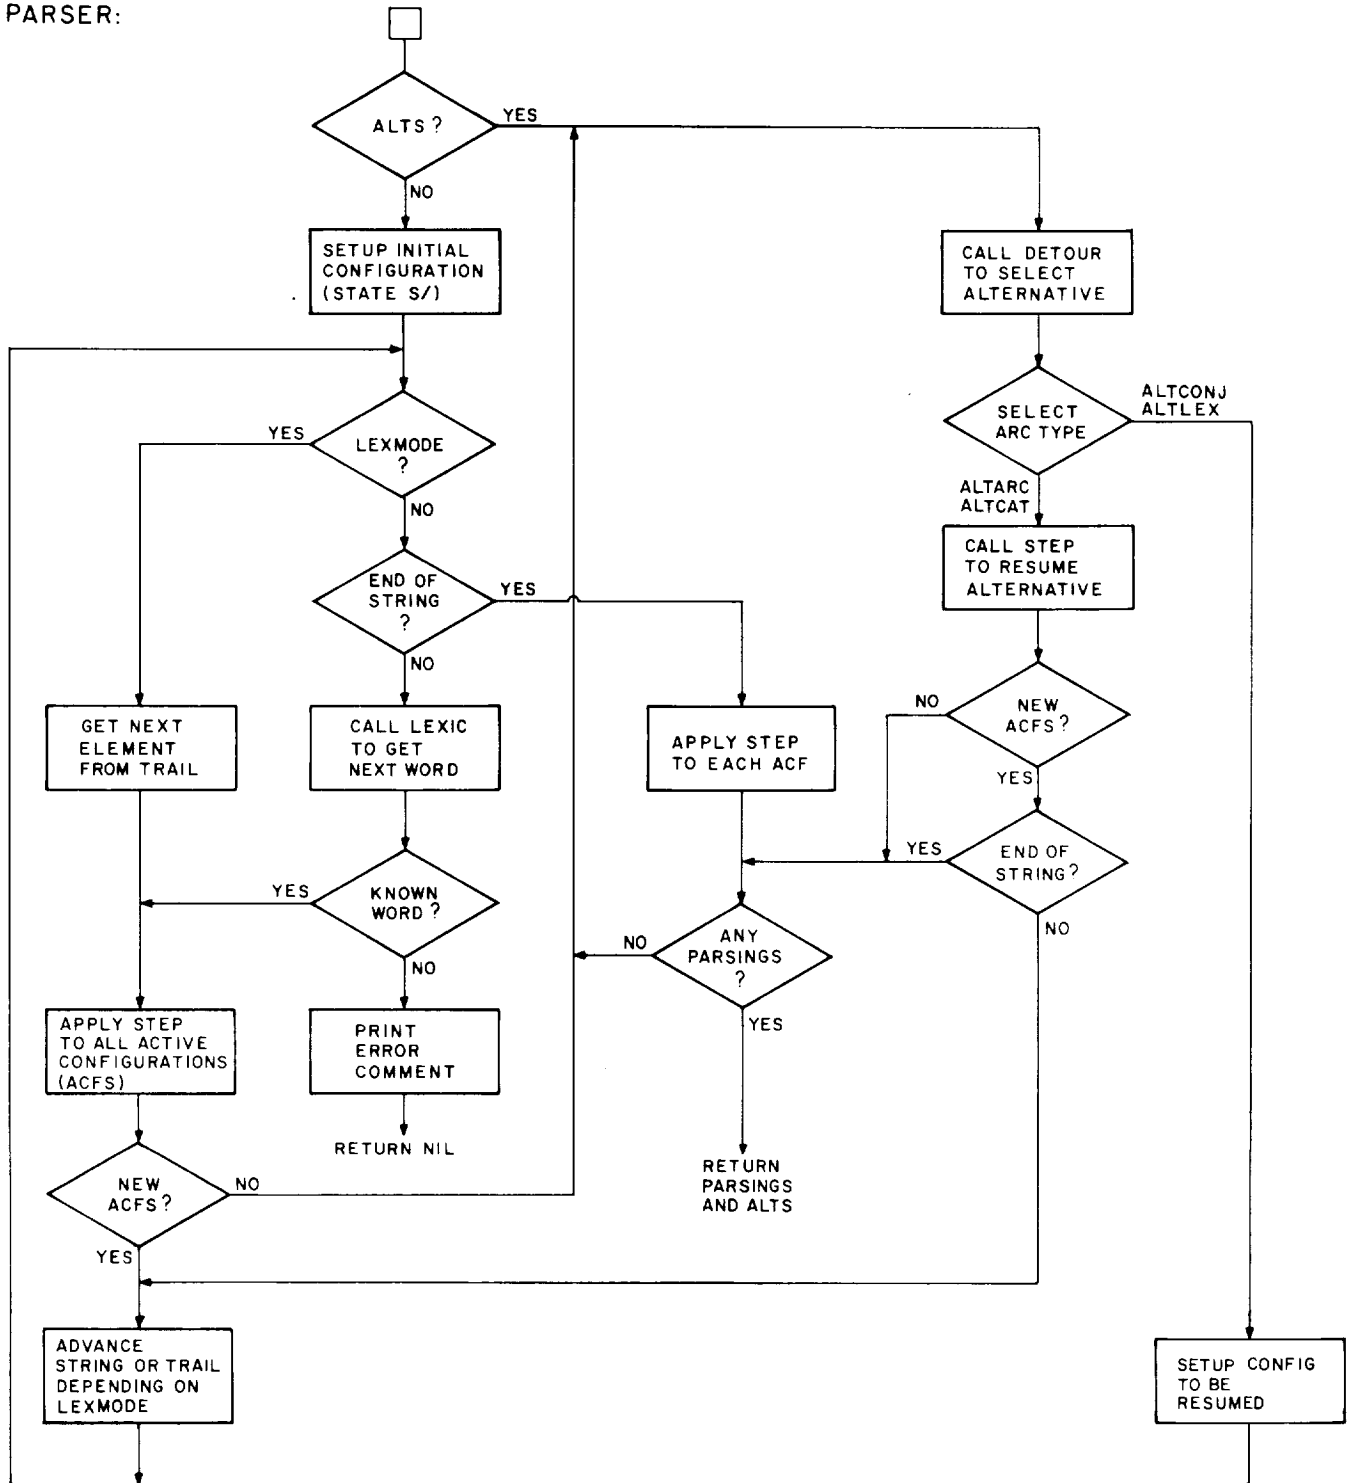 PARSER:
ALTS?
YES
NO
SETUP INITIAL
CONFIGURATION
(STATE S/)
CALL DETOUR
TO SELECT
ALTERNATIVE
LEXMODE
?
YES
NO
SELECT
ARC TYPE
ALTCONJ
ALTLEX
ALTARC
ALTCAT
CALL STEP
TO RESUME
ALTERNATIVE
END OF
STRING
?
YES
NO
GET NEXT
ELEMENT
FROM TRAIL
CALL LEXIC
TO GET
NEXT WORD
APPLY STEP
TO EACH ACF
NO
NEW
ACFS?
YES
YES
END OF
STRING?
NO
YES
KNOWN
WORD?
NO
NO
ANY
PARSINGS
?
YES
APPLY STEP
TO ALL ACTIVE
CONFIGURATIONS
(ACFS)
PRINT
ERROR
COMMENT
RETURN NIL
RETURN
PARSINGS
AND ALTS
NEW
ACFS?
NO
YES
ADVANCE
STRING OR TRAIL
DEPENDING ON
LEXMODE
SETUP CONFIG
TO BE
RESUMED